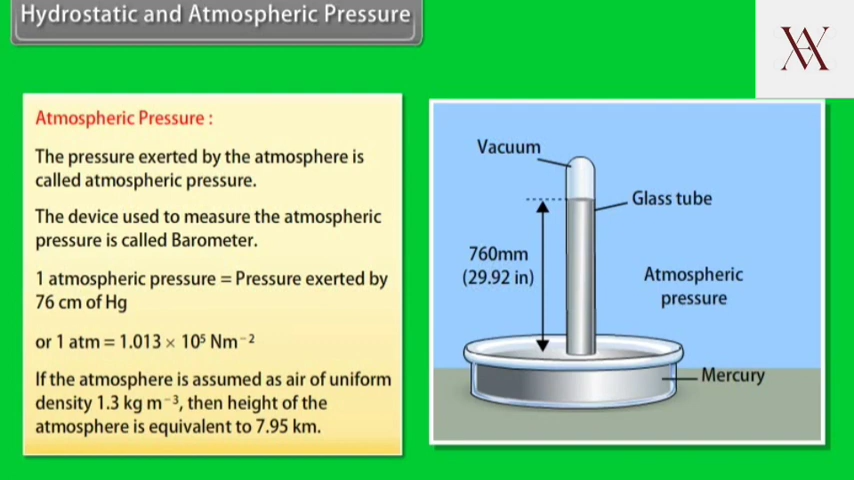 Hydrostatic and Atmospheric Pressure
Atmospheric Pressure :
The pressure exerted by the atmosphere is
called atmospheric pressure.
The device used to measure the atmospheric
pressure is called Barometer.
1 atmospheric pressure = Pressure exerted by
76 cm of Hg
or 1 atm = 1.013 × 10⁵ Nm⁻²
If the atmosphere is assumed as air of uniform
density 1.3 kg m⁻³, then height of the
atmosphere is equivalent to 7.95 km.
Vacuum
Glass tube
760mm
(29.92 in)
Atmospheric
pressure
Mercury